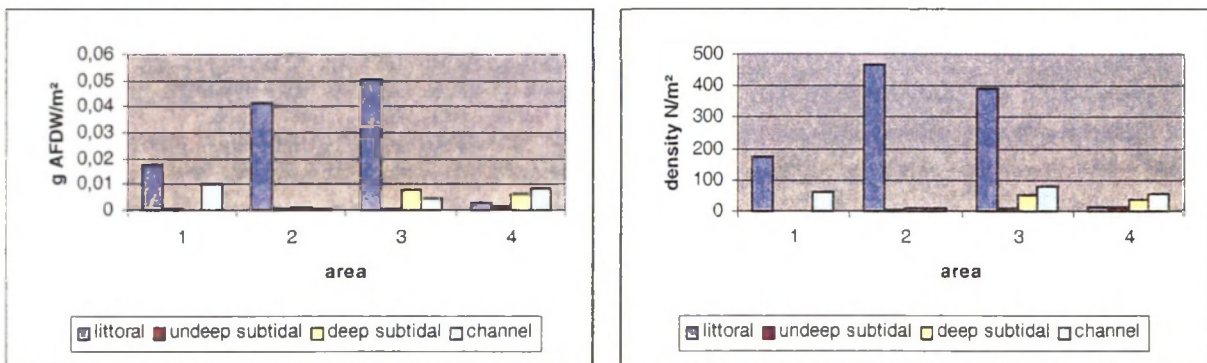 g AFDW/m²
0,06
0,05
0,04
0,03
0,02
0,01
0
1 2 3 4
area
littoral undeep subtidal deep subtidal channel
density N/m²
500
400
300
200
100
0
1 2 3 4
area
littoral undeep subtidal deep subtidal channel